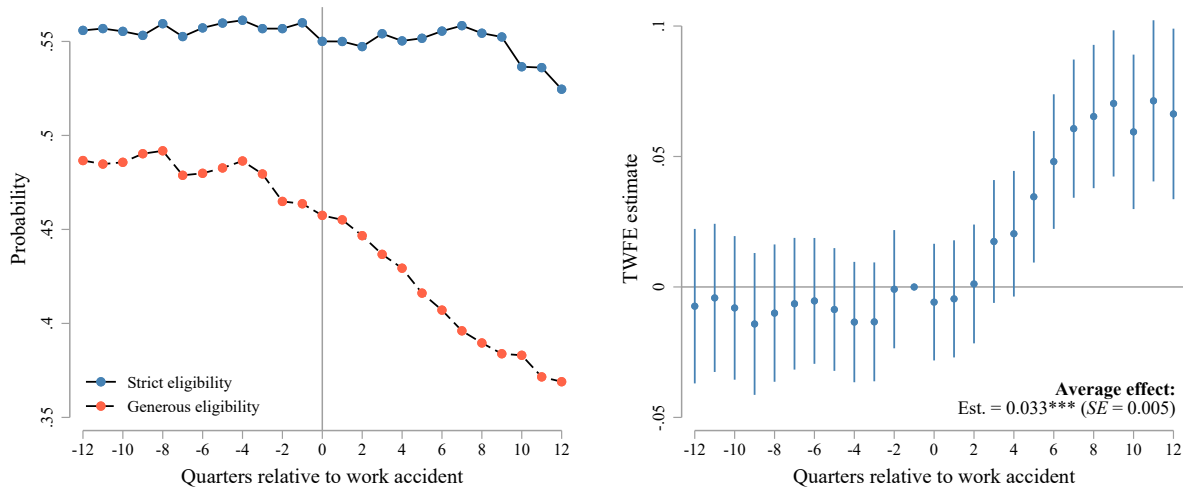 Probability
.55
.5
.45
.4
.35
Strict eligibility
Generous eligibility
-12 -10 -8 -6 -4 -2 0 2 4 6 8 10 12
Quarters relative to work accident
TWFE estimate
.1
.05
0
-.05
Average effect:
Est. = 0.033*** (SE = 0.005)
-12 -10 -8 -6 -4 -2 0 2 4 6 8 10 12
Quarters relative to work accident